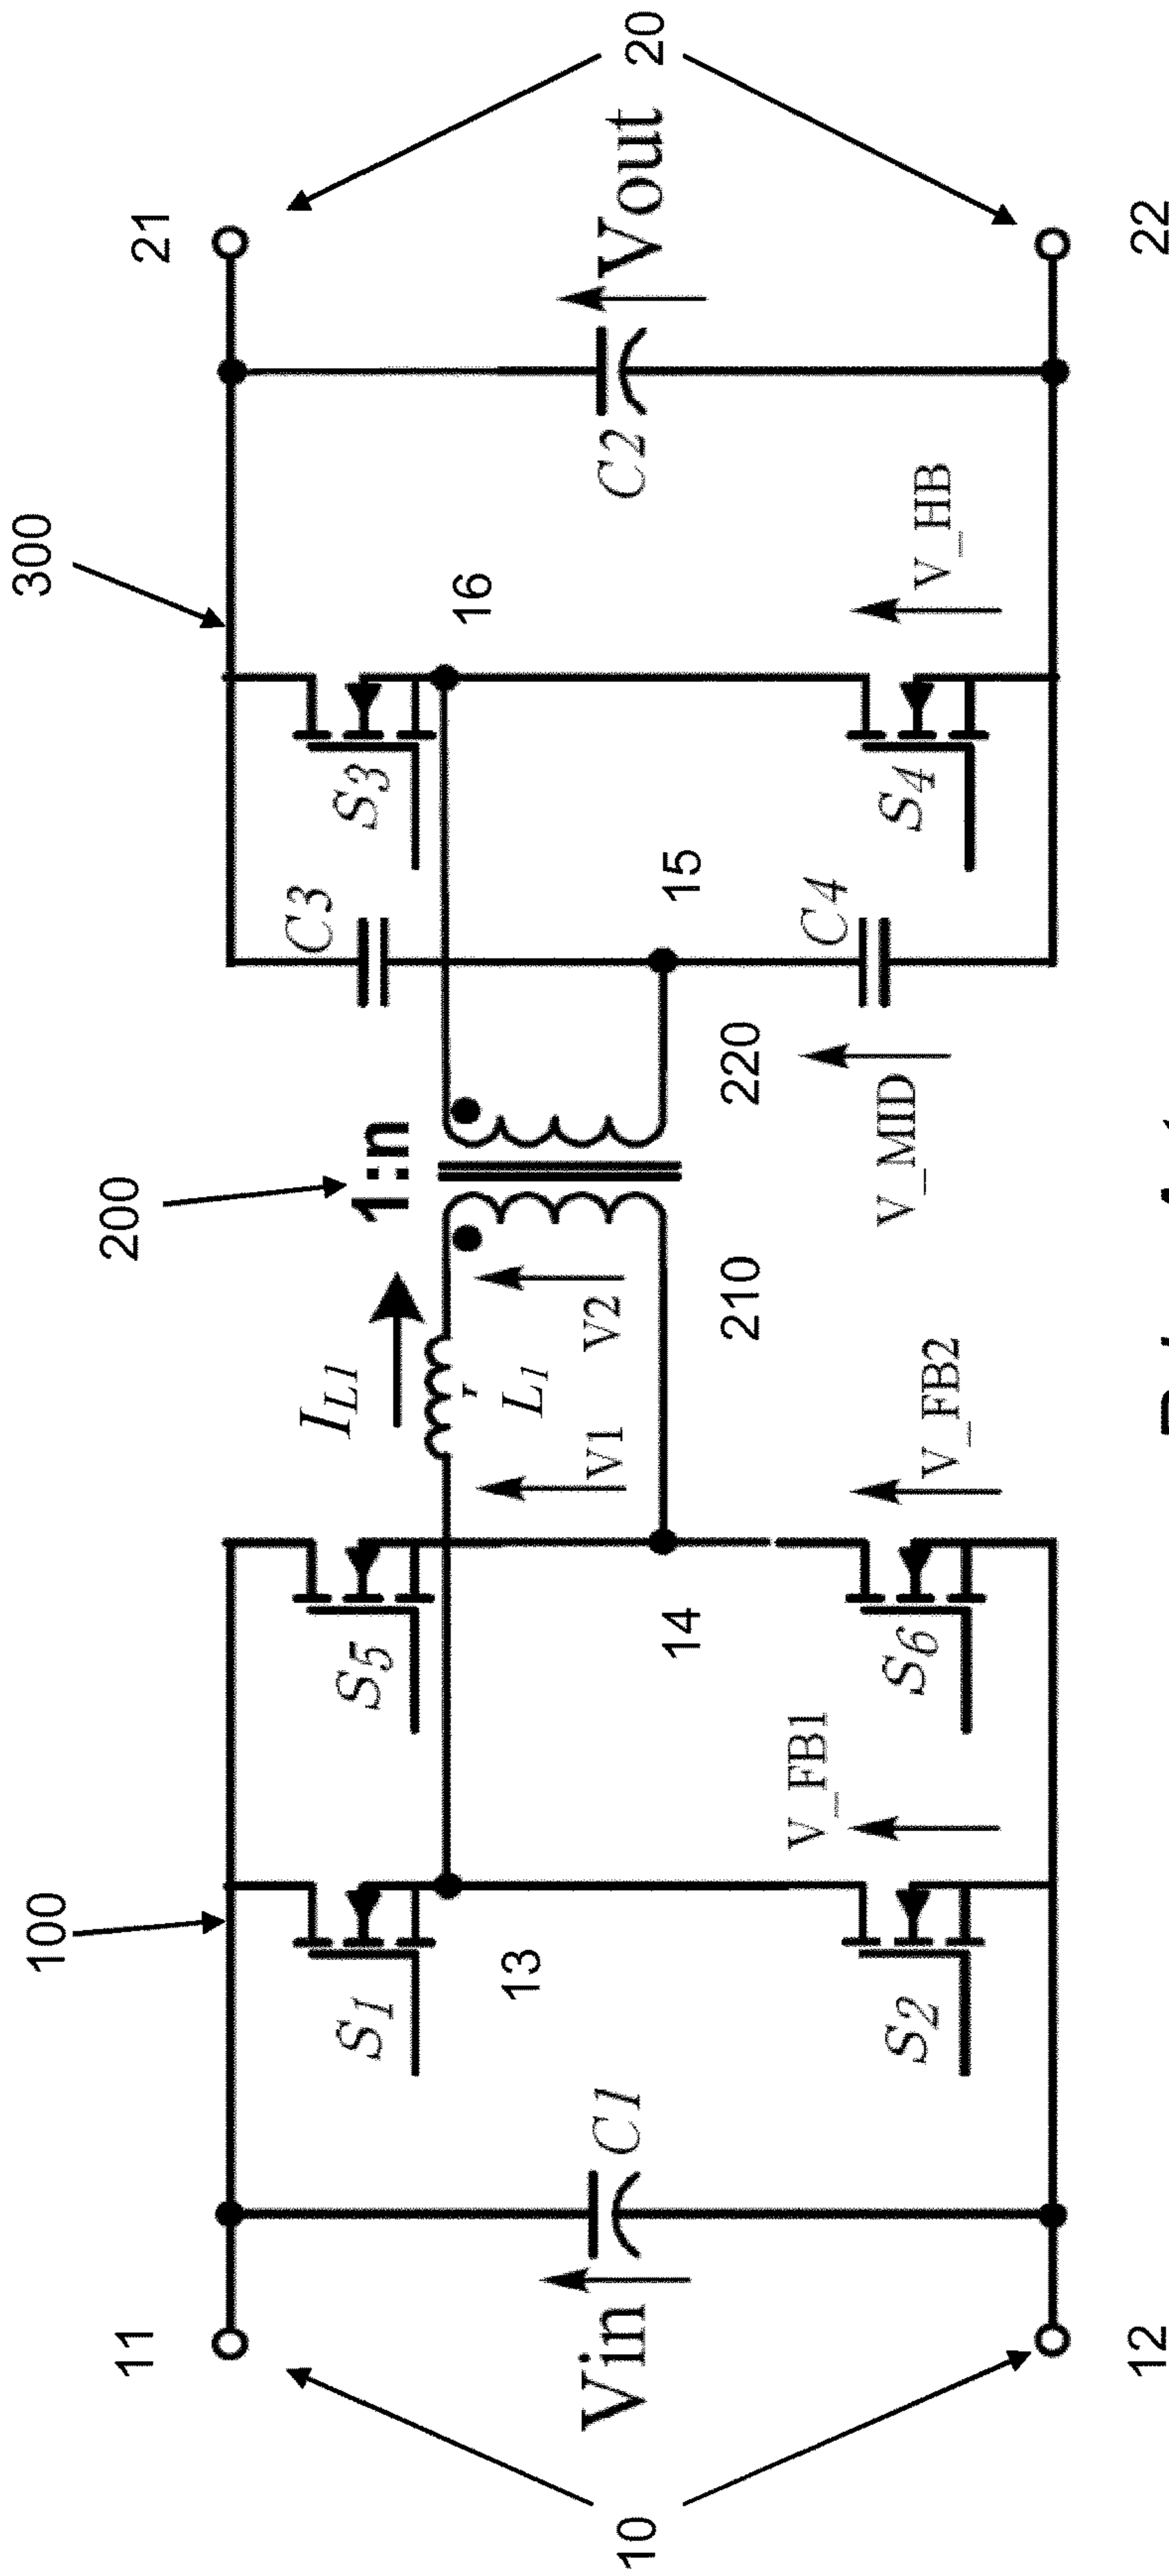 100
200
300
11
21
I_L1
1:n
S1
S5
C3
S3
16
13
L1
V1
V2
14
15
10
Vin
C1
C2
Vout
20
210
220
V_FB1
S2
S6
V_FB2
V_MID
C4
S4
V_HB
12
22